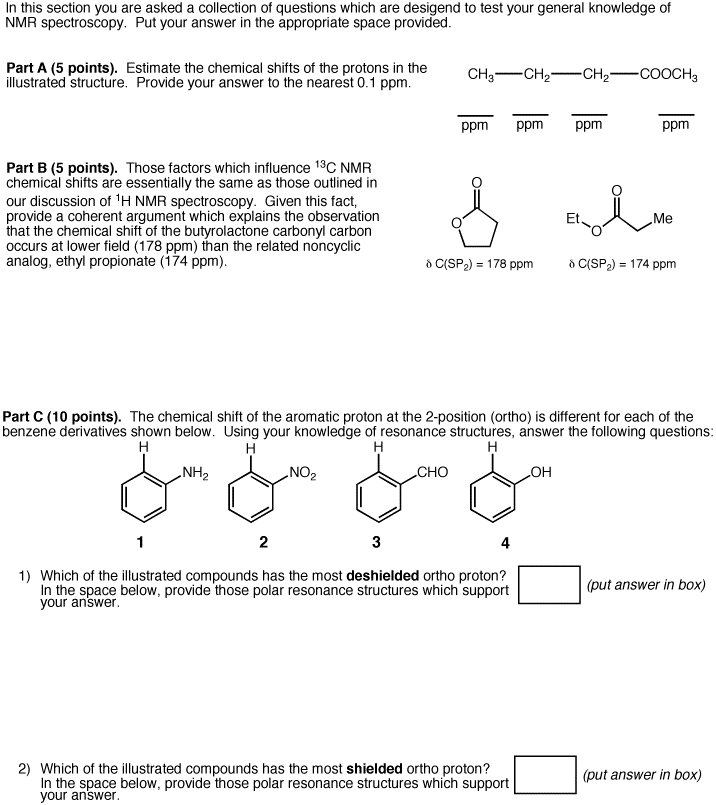 In this section you are asked a collection of questions which are desigend to test your general knowledge of
NMR spectroscopy. Put your answer in the appropriate space provided.
Part A (5 points). Estimate the chemical shifts of the protons in the
illustrated structure. Provide your answer to the nearest 0.1 ppm.
CH3—CH2—CH2—COOCH3
ppm ppm ppm ppm
Part B (5 points). Those factors which influence 13C NMR
chemical shifts are essentially the same as those outlined in
our discussion of 1H NMR spectroscopy. Given this fact,
provide a coherent argument which explains the observation
that the chemical shift of the butyrolactone carbonyl carbon
occurs at lower field (178 ppm) than the related noncyclic
analog, ethyl propionate (174 ppm).
O
O
δ C(SP2) = 178 ppm
O
Et
O
Me
δ C(SP2) = 174 ppm
Part C (10 points). The chemical shift of the aromatic proton at the 2-position (ortho) is different for each of the
benzene derivatives shown below. Using your knowledge of resonance structures, answer the following questions:
H H H H
NH2 NO2 CHO OH
1 2 3 4
1) Which of the illustrated compounds has the most deshielded ortho proton?
In the space below, provide those polar resonance structures which support
your answer.
(put answer in box)
2) Which of the illustrated compounds has the most shielded ortho proton?
In the space below, provide those polar resonance structures which support
your answer.
(put answer in box)